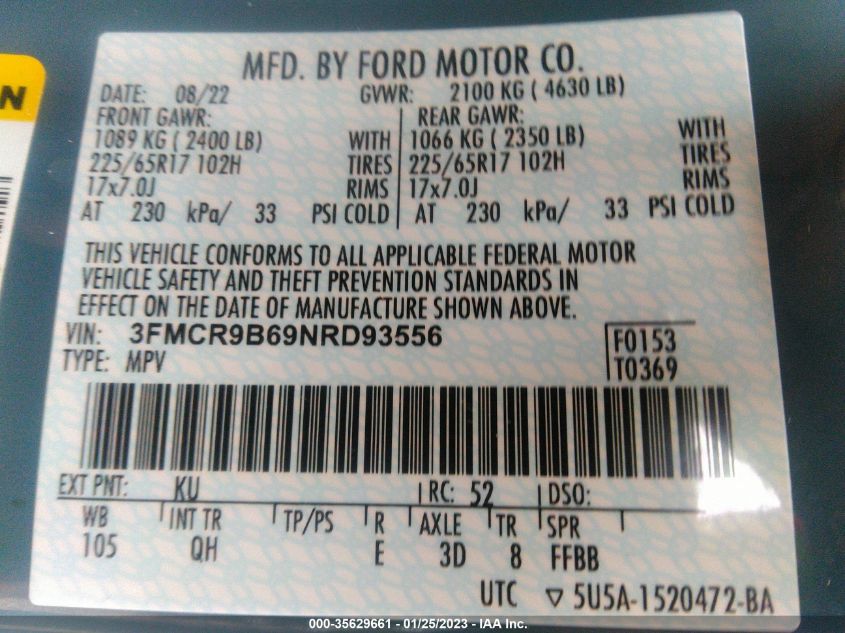 N
MFD. BY FORD MOTOR CO.
DATE: 08/22 GVWR: 2100 KG ( 4630 LB)
FRONT GAWR: REAR GAWR:
1089 KG ( 2400 LB) WITH 1066 KG ( 2350 LB) WITH
225/65R17 102H TIRES 225/65R17 102H TIRES
17x7.0J RIMS 17x7.0J RIMS
AT 230 kPa/ 33 PSI COLD AT 230 kPa/ 33 PSI COLD
THIS VEHICLE CONFORMS TO ALL APPLICABLE FEDERAL MOTOR
VEHICLE SAFETY AND THEFT PREVENTION STANDARDS IN
EFFECT ON THE DATE OF MANUFACTURE SHOWN ABOVE.
VIN: 3FMCR9B69NRD93556 F0153
TYPE: MPV T0369
EXT PNT: KU RC: 52 DSO:
WB INT TR TP/PS R AXLE TR SPR
105 QH E 3D 8 FFBB
UTC ▽ 5U5A-1520472-BA
000-35629661 - 01/25/2023 - IAA Inc.